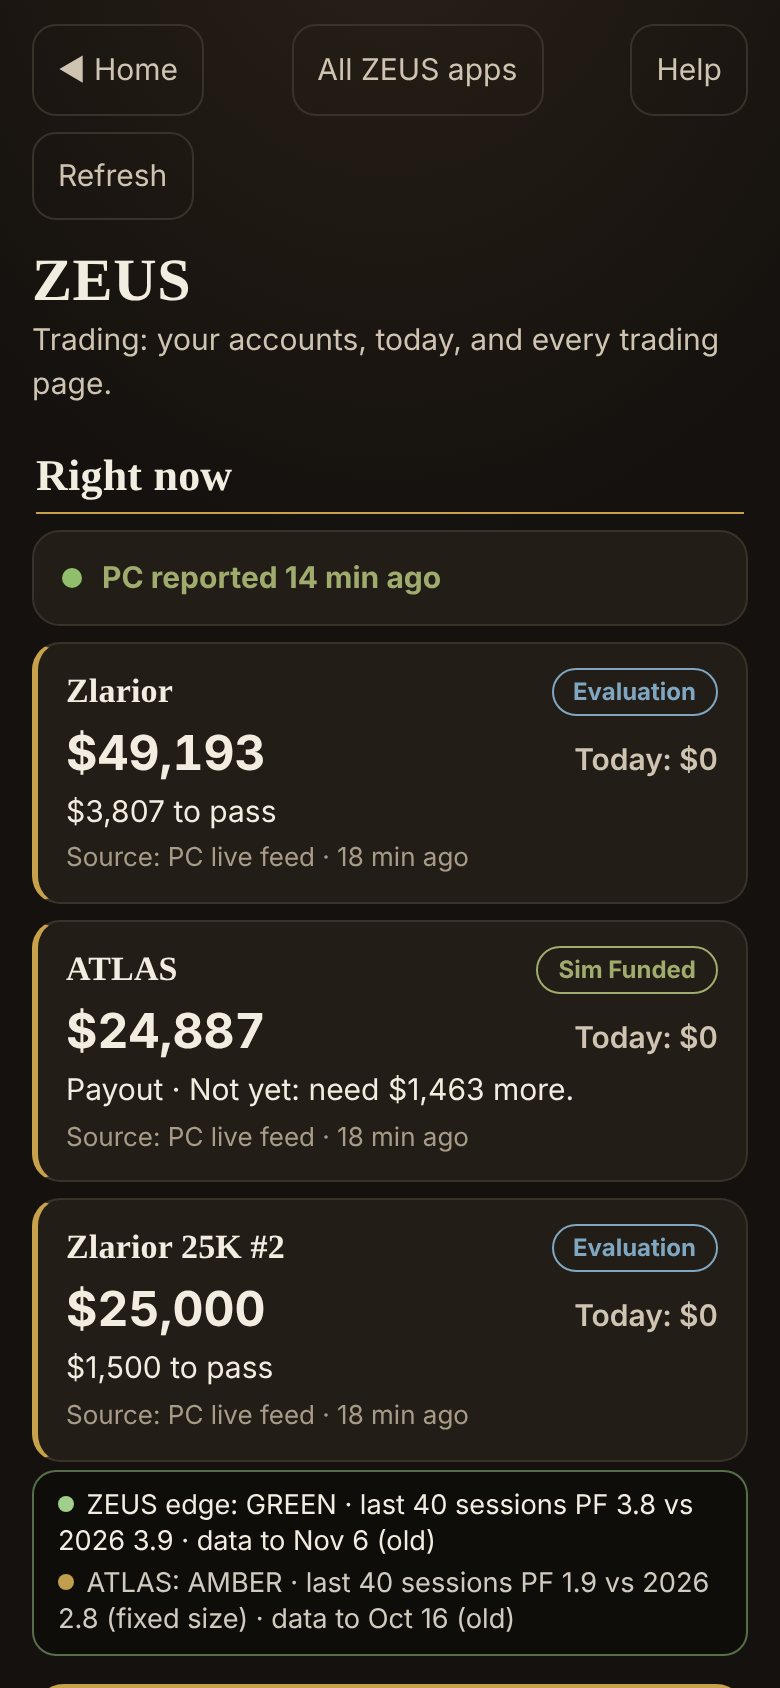 ◀ Home
All ZEUS apps
Help
Refresh
ZEUS
Trading: your accounts, today, and every trading
page.
Right now
PC reported 14 min ago
Zlarior
Evaluation
$49,193
Today: $0
$3,807 to pass
Source: PC live feed · 18 min ago
ATLAS
Sim Funded
$24,887
Today: $0
Payout · Not yet: need $1,463 more.
Source: PC live feed · 18 min ago
Zlarior 25K #2
Evaluation
$25,000
Today: $0
$1,500 to pass
Source: PC live feed · 18 min ago
ZEUS edge: GREEN · last 40 sessions PF 3.8 vs
2026 3.9 · data to Nov 6 (old)
ATLAS: AMBER · last 40 sessions PF 1.9 vs 2026
2.8 (fixed size) · data to Oct 16 (old)